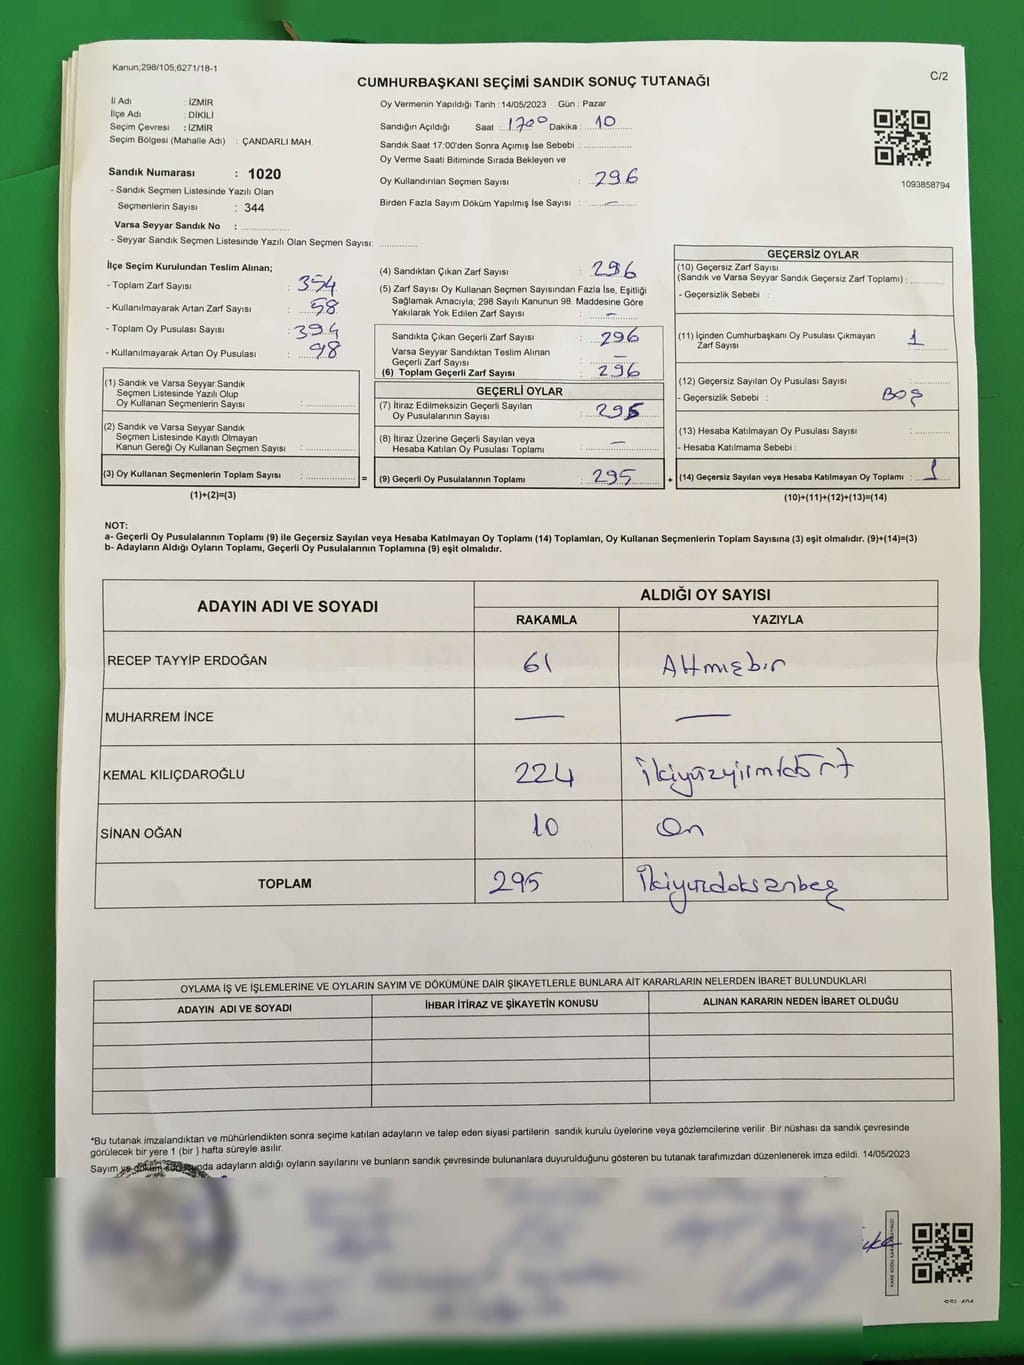 Kanun;298/105;6271/18-1
CUMHURBAŞKANI SEÇİMİ SANDIK SONUÇ TUTANAĞI
C/2
İl Adı : İZMİR
İlçe Adı : DİKİLİ
Seçim Çevresi : İZMİR
Seçim Bölgesi (Mahalle Adı) : ÇANDARLI MAH.
Oy Vermenin Yapıldığı Tarih :14/05/2023 Gün : Pazar
Sandığın Açıldığı Saat : 1700 Dakika : 10
Sandık Saat 17:00'den Sonra Açımış İse Sebebi : ................
Oy Verme Saati Bitiminde Sırada Bekleyen ve
Oy Kullandırılan Seçmen Sayısı : 296
Birden Fazla Sayım Döküm Yapılmış İse Sayısı : —
1093858794
Sandık Numarası : 1020
- Sandık Seçmen Listesinde Yazılı Olan
Seçmenlerin Sayısı : 344
Varsa Seyyar Sandık No : ................
- Seyyar Sandık Seçmen Listesinde Yazılı Olan Seçmen Sayısı: ............
İlçe Seçim Kurulundan Teslim Alınan;
- Toplam Zarf Sayısı : 354
- Kullanılmayarak Artan Zarf Sayısı : 58
- Toplam Oy Pusulası Sayısı : 394
- Kullanılmayarak Artan Oy Pusulası : 98
(1) Sandık ve Varsa Seyyar Sandık
Seçmen Listesinde Yazılı Olup
Oy Kullanan Seçmenlerin Sayısı : ................
(2) Sandık ve Varsa Seyyar Sandık
Seçmen Listesinde Kayıtlı Olmayan
Kanun Gereği Oy Kullanan Seçmen Sayısı : ................
(3) Oy Kullanan Seçmenlerin Toplam Sayısı : ................
(1)+(2)=(3)
(4) Sandıktan Çıkan Zarf Sayısı : 296
(5) Zarf Sayısı Oy Kullanan Seçmen Sayısından Fazla İse, Eşitliği
Sağlamak Amacıyla; 298 Sayılı Kanunun 98. Maddesine Göre
Yakılarak Yok Edilen Zarf Sayısı : —
Sandıkta Çıkan Geçerli Zarf Sayısı : 296
Varsa Seyyar Sandıktan Teslim Alınan
Geçerli Zarf Sayısı : —
(6) Toplam Geçerli Zarf Sayısı : 296
GEÇERLİ OYLAR
(7) İtiraz Edilmeksizin Geçerli Sayılan
Oy Pusulalarının Sayısı : 295
(8) İtiraz Üzerine Geçerli Sayılan veya
Hesaba Katılan Oy Pusulası Toplamı : —
= (9) Geçerli Oy Pusulalarının Toplamı : 295 +
GEÇERSİZ OYLAR
(10) Geçersiz Zarf Sayısı
(Sandık ve Varsa Seyyar Sandık Geçersiz Zarf Toplamı) : ............
- Geçersizlik Sebebi :
(11) İçinden Cumhurbaşkanı Oy Pusulası Çıkmayan
Zarf Sayısı : 1
(12) Geçersiz Sayılan Oy Pusulası Sayısı : ............
- Geçersizlik Sebebi : BOŞ
(13) Hesaba Katılmayan Oy Pusulası Sayısı : ............
- Hesaba Katılmama Sebebi :
(14) Geçersiz Sayılan veya Hesaba Katılmayan Oy Toplamı : 1
(10)+(11)+(12)+(13)=(14)
NOT:
a- Geçerli Oy Pusulalarının Toplamı (9) ile Geçersiz Sayılan veya Hesaba Katılmayan Oy Toplamı (14) Toplamları, Oy Kullanan Seçmenlerin Toplam Sayısına (3) eşit olmalıdır. (9)+(14)=(3)
b- Adayların Aldığı Oyların Toplamı, Geçerli Oy Pusulalarının Toplamına (9) eşit olmalıdır.
ADAYIN ADI VE SOYADI ALDIĞI OY SAYISI
RAKAMLA YAZIYLA
RECEP TAYYİP ERDOĞAN 61 Altmışbir
MUHARREM İNCE — —
KEMAL KILIÇDAROĞLU 224 İkiyüzyirmidört
SİNAN OĞAN 10 On
TOPLAM 295 İkiyüzdoksanbeş
OYLAMA İŞ VE İŞLEMLERİNE VE OYLARIN SAYIM VE DÖKÜMÜNE DAİR ŞİKAYETLERLE BUNLARA AİT KARARLARIN NELERDEN İBARET BULUNDUKLARI
ADAYIN ADI VE SOYADI İHBAR İTİRAZ VE ŞİKAYETİN KONUSU ALINAN KARARIN NEDEN İBARET OLDUĞU
*Bu tutanak imzalandıktan ve mühürlendikten sonra seçime katılan adayların ve talep eden siyasi partilerin sandık kurulu üyelerine veya gözlemcilerine verilir .Bir nüshası da sandık çevresinde
görülecek bir yere 1 (bir ) hafta süreyle asılır.
Sayım ve döküm sonunda adayların aldığı oyların sayılarını ve bunların sandık çevresinde bulunanlara duyurulduğunu gösteren bu tutanak tarafımızdan düzenlenerek imza edildi. 14/05/2023